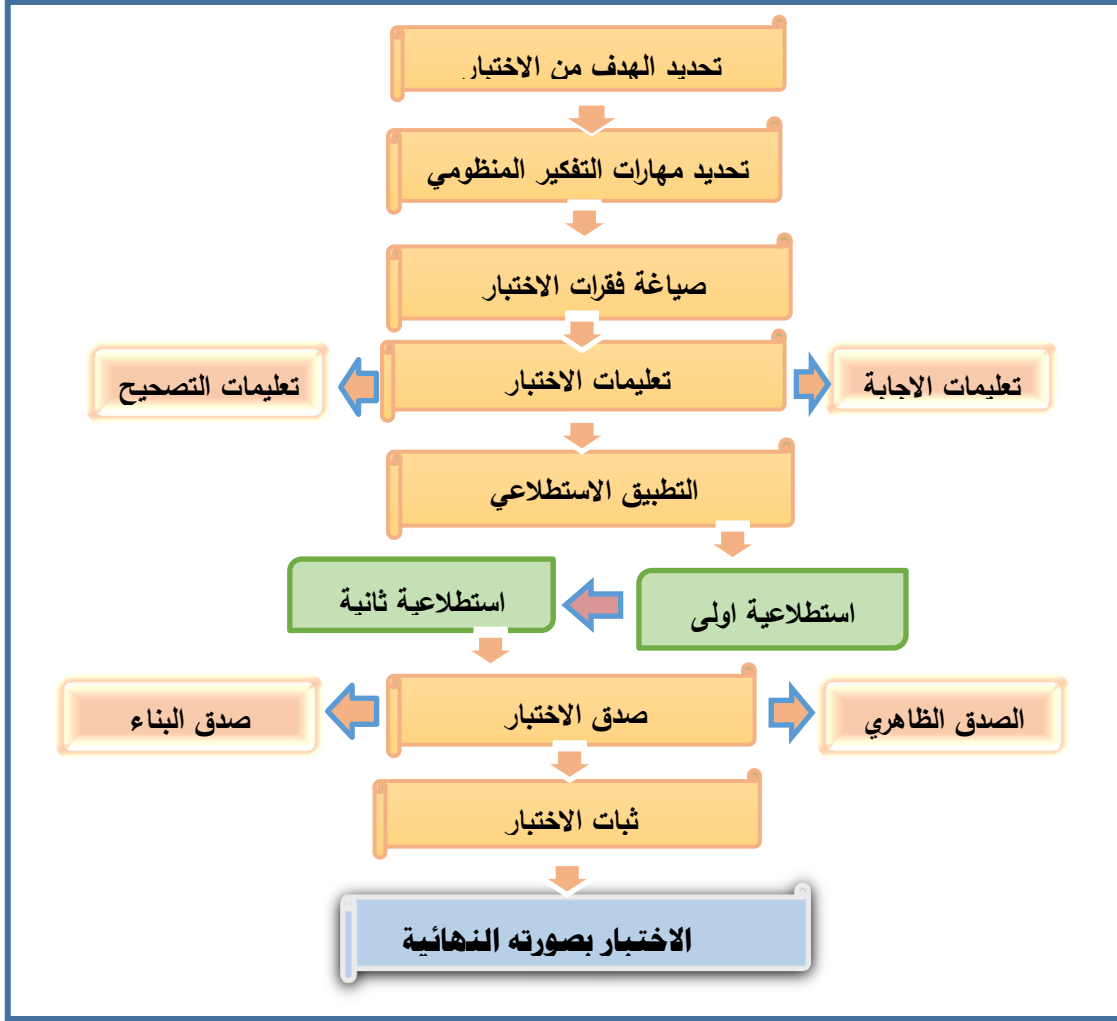 تحديد الهدف من الاختبار
تحديد مهارات التفكير المنظومي
صياغة فقرات الاختبار
تعليمات الاجابة
تعليمات الاختبار
تعليمات التصحيح
التطبيق الاستطلاعي
استطلاعية اولى
استطلاعية ثانية
الصدق الظاهري
صدق الاختبار
صدق البناء
ثبات الاختبار
الاختبار بصورته النهائية